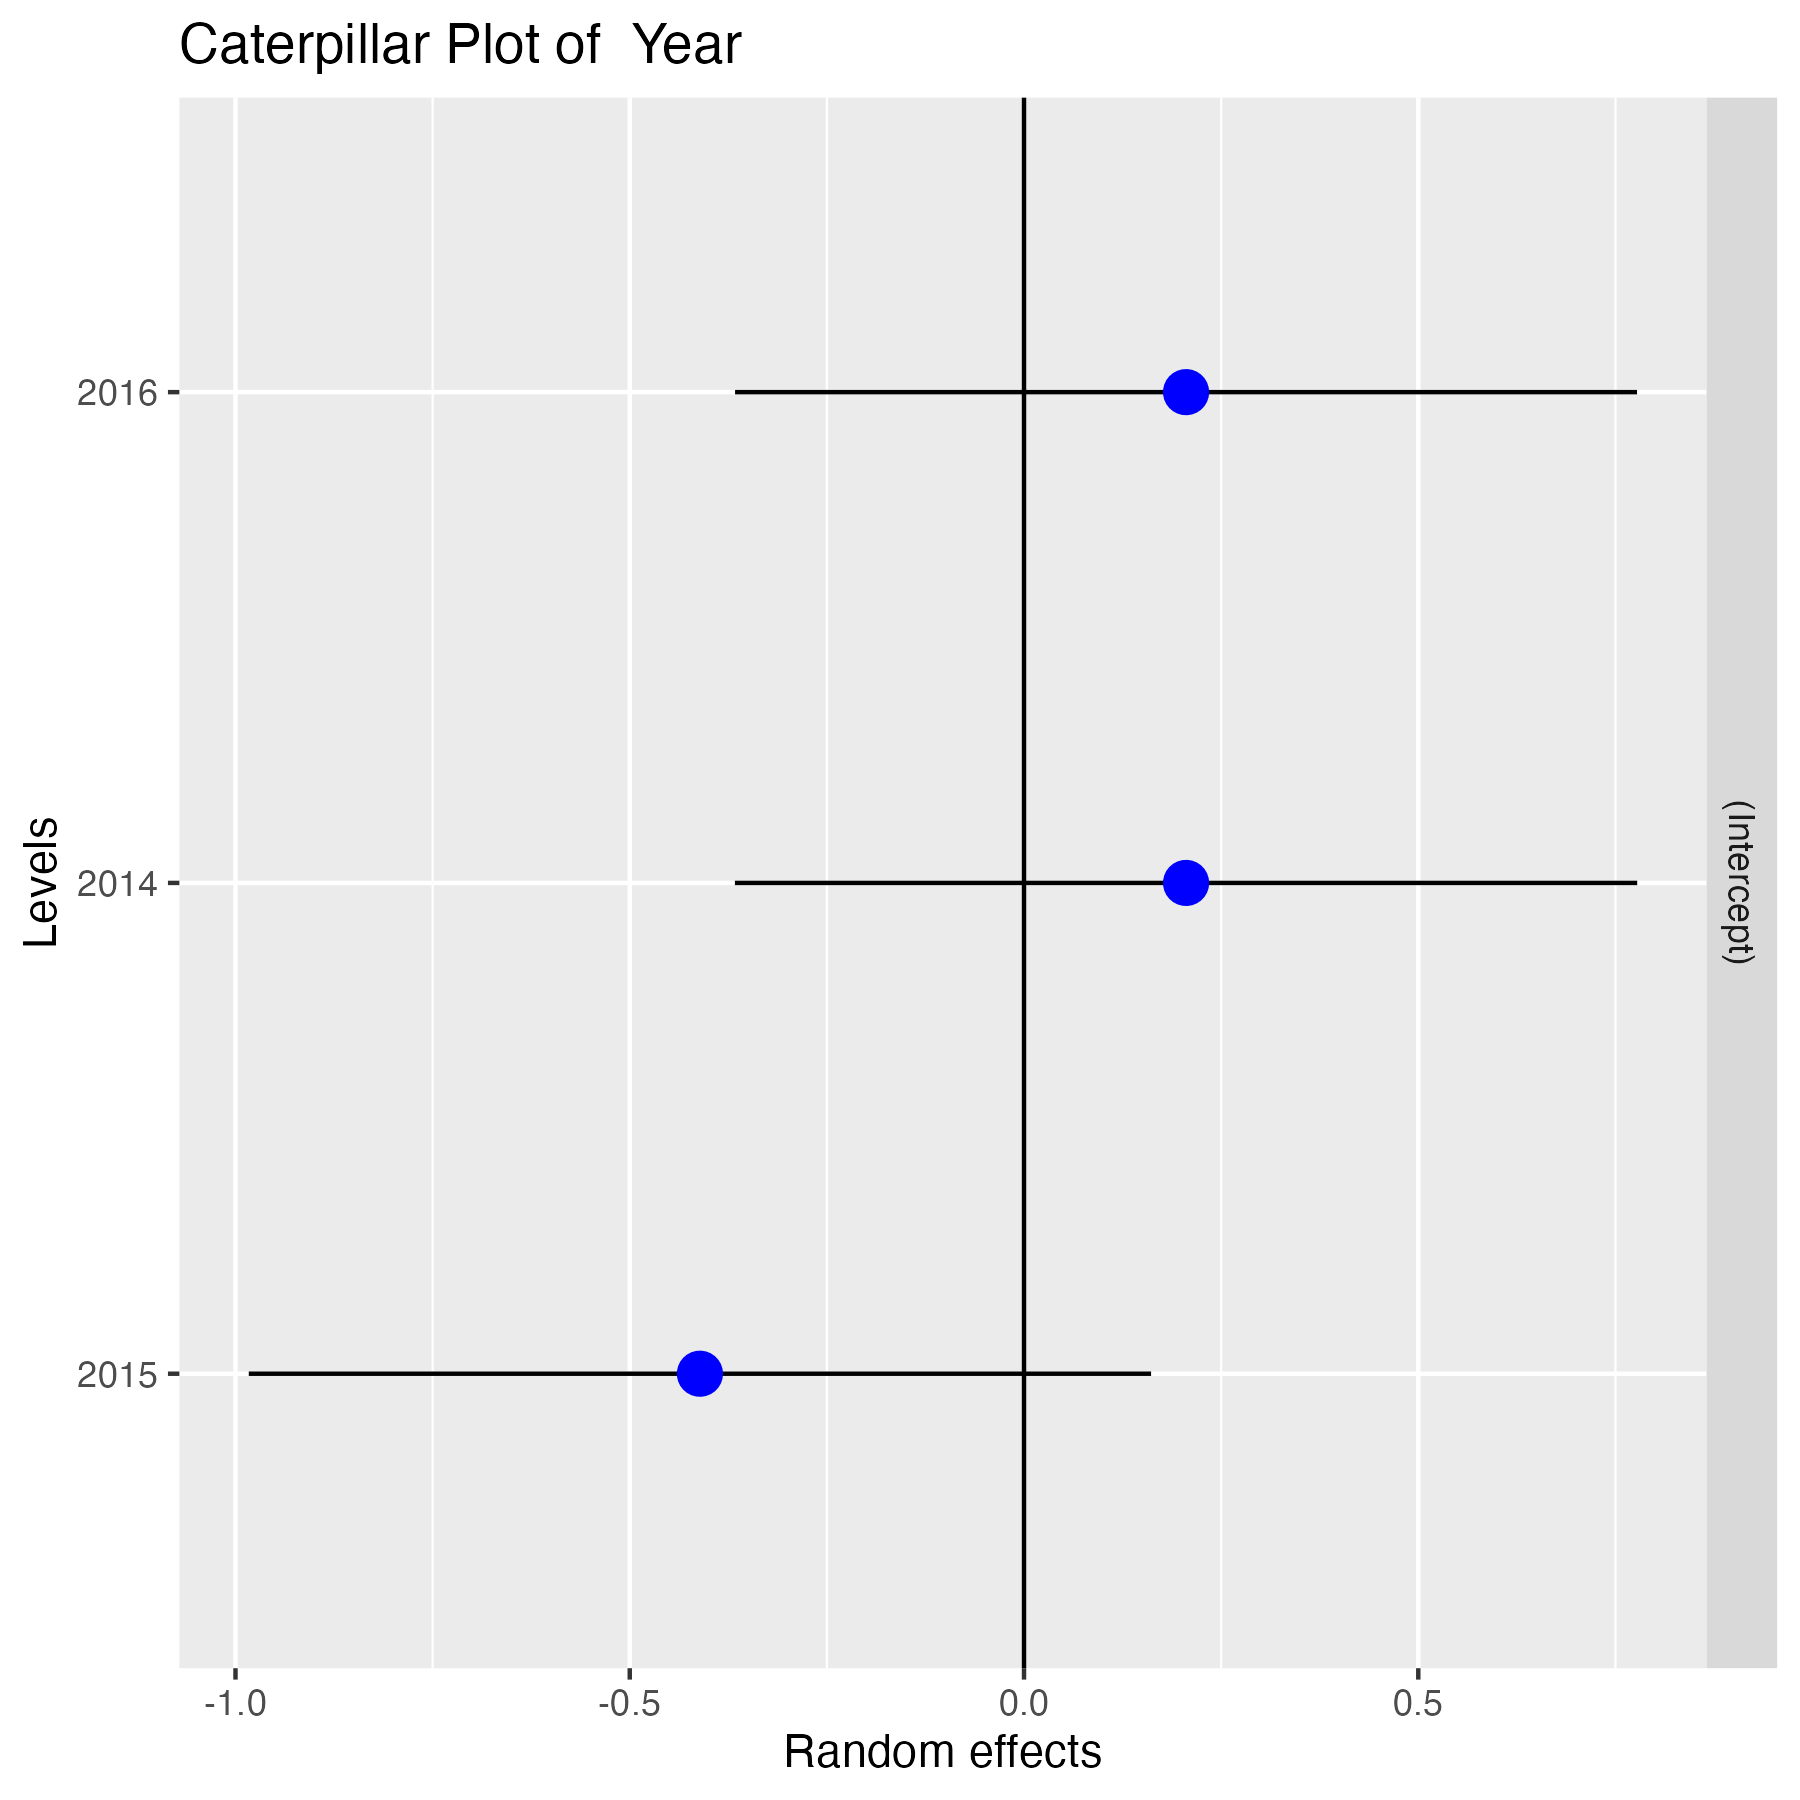 Caterpillar Plot of  Year
2016
2014
2015
Levels
(Intercept)
-1.0 -0.5 0.0 0.5
Random effects